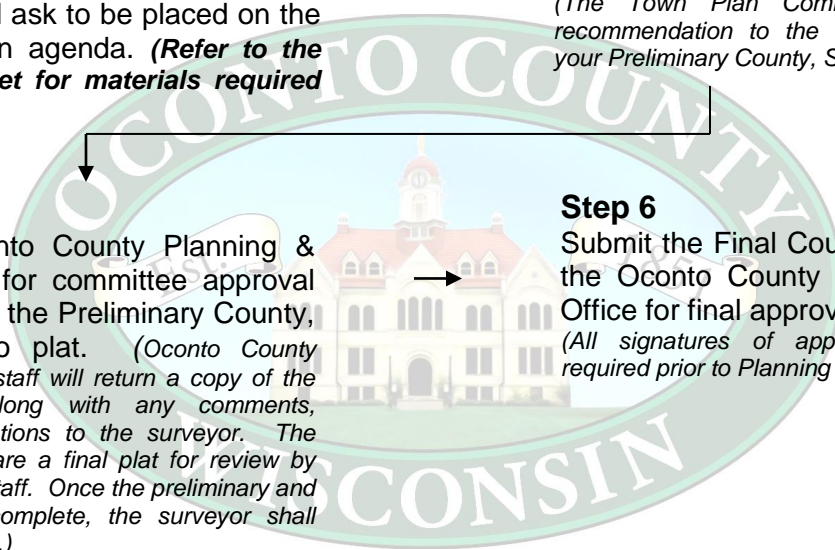 l ask to be placed on the
n agenda. (Refer to the
et for materials required
(The Town Plan Com
recommendation to the
your Preliminary County, S
nto County Planning &
for committee approval
the Preliminary County,
o plat. (Oconto County
staff will return a copy of the
long with any comments,
tions to the surveyor. The
are a final plat for review by
taff. Once the preliminary and
omplete, the surveyor shall
.)
Step 6
Submit the Final Cou
the Oconto County
Office for final approv
(All signatures of app
required prior to Planning
OCONTO COUNTY
Est.
WISCONSIN